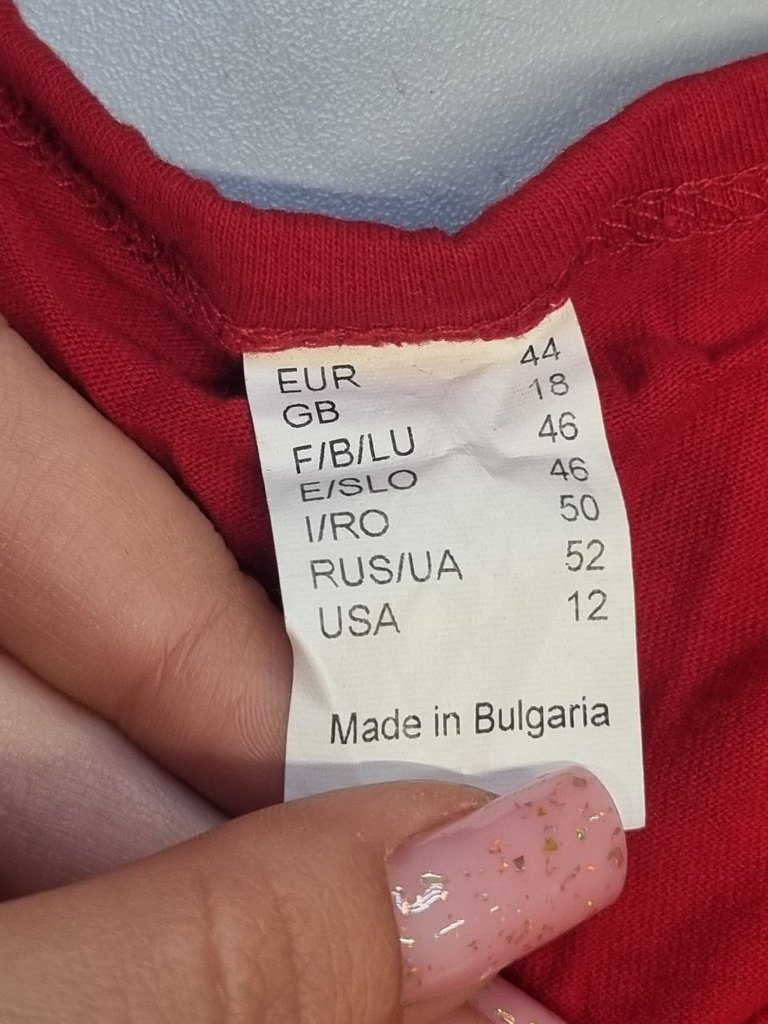 EUR 44
GB 18
F/B/LU 46
E/SLO 46
I/RO 50
RUS/UA 52
USA 12
Made in Bulgaria